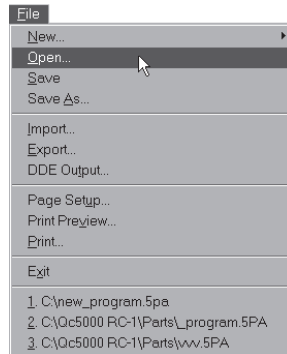 File
New...
Open...
Save
Save As...
Import...
Export...
DDE Output...
Page Setup...
Print Preview...
Print...
Exit
1. C:\new_program.5pa
2. C:\Qc5000 RC-1\Parts\_program.5PA
3. C:\Qc5000 RC-1\Parts\vvv.5PA